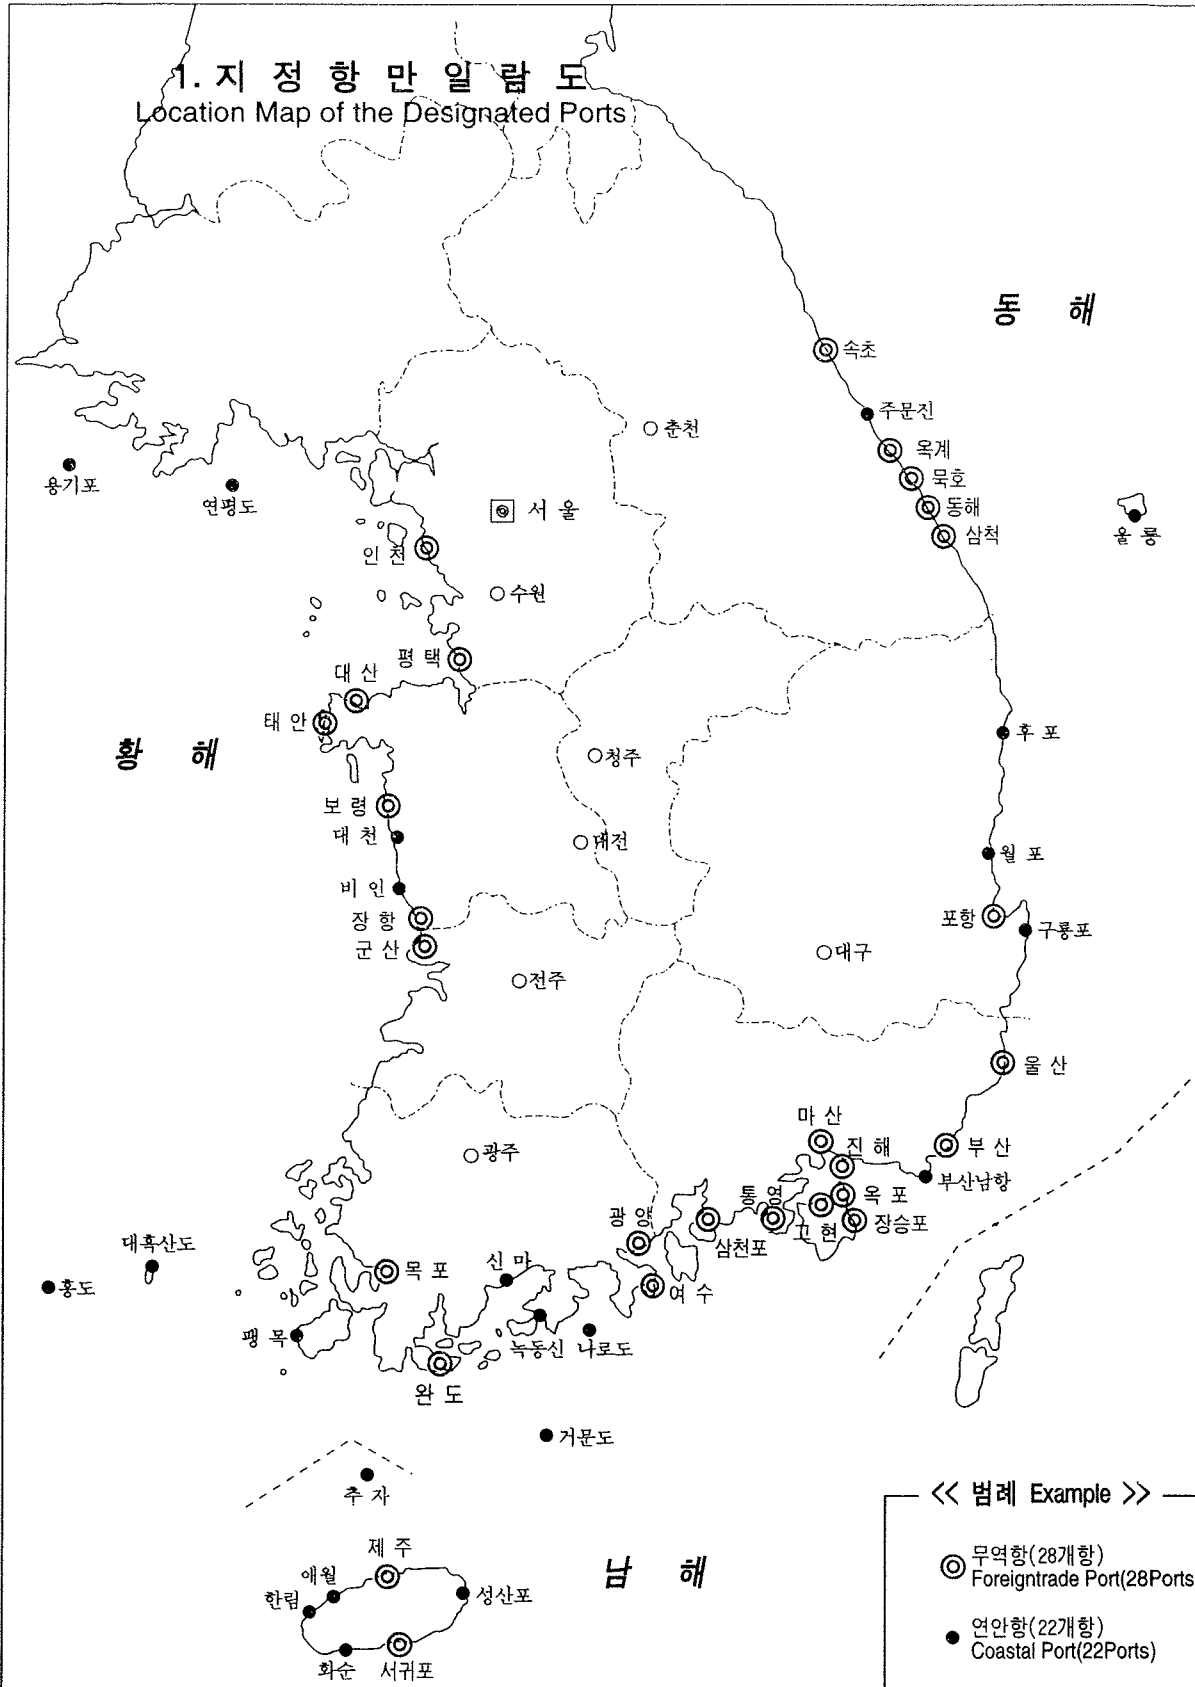 1. 지 정 항 만 일 람 도
Location Map of the Designated Ports
동 해
속초
주문진
춘천
옥계
묵호
용기포
연평도
서 울
동해
삼척
울 릉
인 천
수원
평 택
대 산
태 안
황 해
후 포
청주
보 령
대 천
대전
월 포
비 인
장 항
포항
구룡포
군 산
대구
전주
울 산
마 산
진 해
부 산
광주
부산남항
통 영
옥 포
광 양
고 현
장승포
삼천포
대흑산도
신 마
목 포
홍도
여 수
팽 목
녹동신
나로도
완 도
거문도
추 자
<< 범례 Example >>
제 주
무역항(28개항)
Foreigntrade Port(28Ports
남 해
애월
한림
성산포
연안항(22개항)
Coastal Port(22Ports)
화순
서귀포